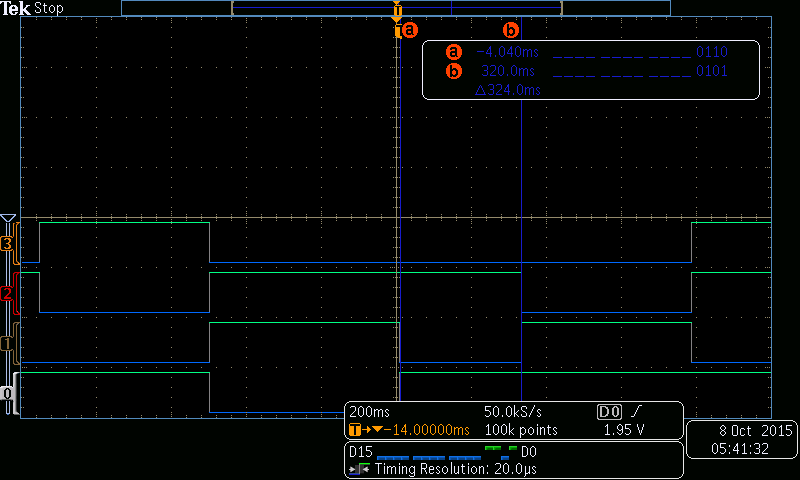 Tek Stop
T
T a b
a -4.040ms ____ ____ ____ 0110
b 320.0ms ____ ____ ____ 0101
△324.0ms
3
2
1
0
200ms 50.0kS/s D0
T→▼-14.00000ms 100k points 1.95 V
8 Oct 2015
05:41:32
D15 D0
Timing Resolution: 20.0µs